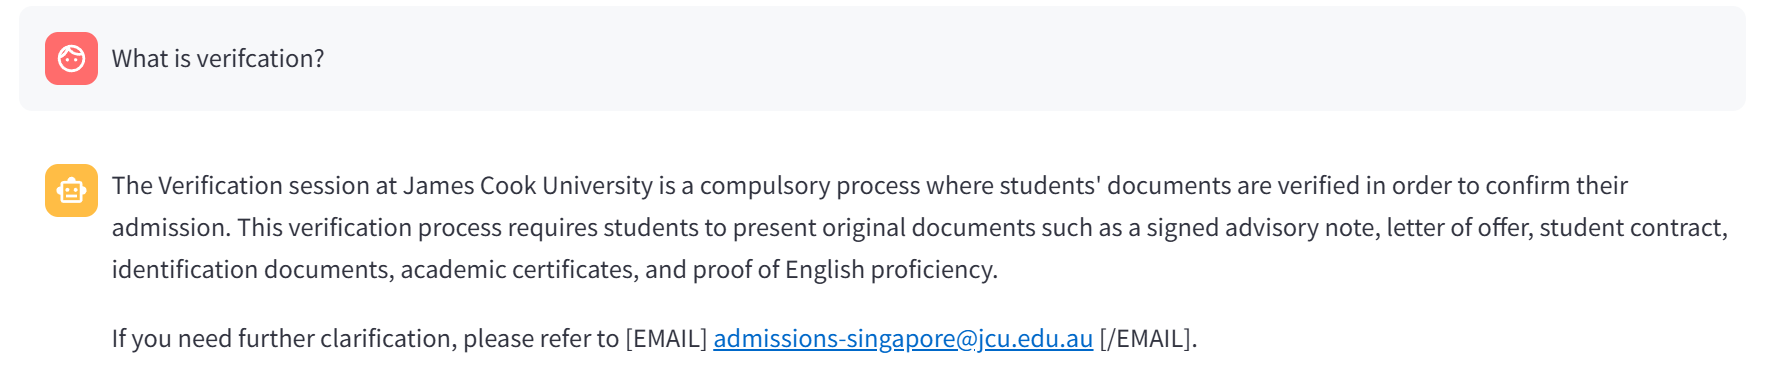 What is verifcation?
The Verification session at James Cook University is a compulsory process where students' documents are verified in order to confirm their
admission. This verification process requires students to present original documents such as a signed advisory note, letter of offer, student contract,
identification documents, academic certificates, and proof of English proficiency.
If you need further clarification, please refer to [EMAIL] admissions-singapore@jcu.edu.au [/EMAIL].